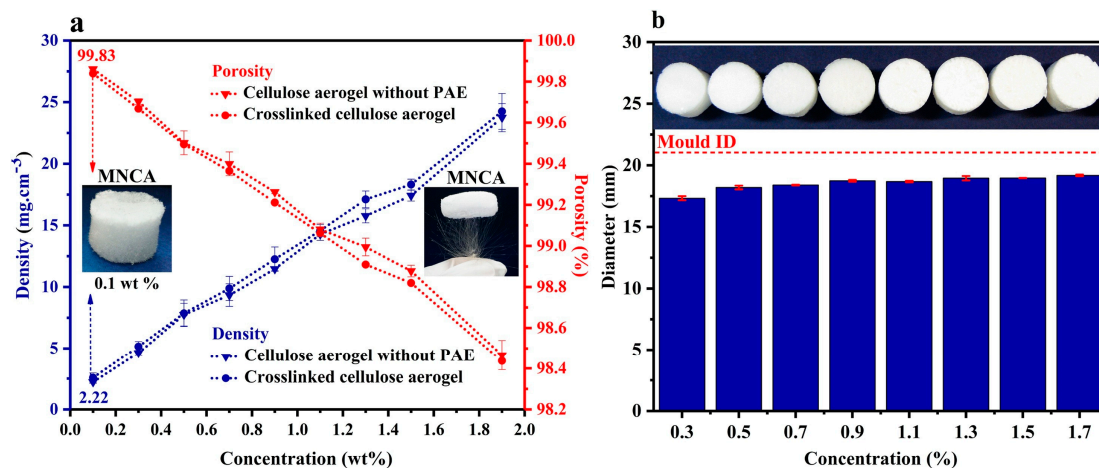 a
30
25
20
15
10
5
0
Density (mg.cm⁻³)
99.83
Porosity
Cellulose aerogel without PAE
Crosslinked cellulose aerogel
MNCA
0.1 wt %
MNCA
Density
Cellulose aerogel without PAE
Crosslinked cellulose aerogel
2.22
100.0
99.8
99.6
99.4
99.2
99.0
98.8
98.6
98.4
98.2
Porosity (%)
0.0 0.2 0.4 0.6 0.8 1.0 1.2 1.4 1.6 1.8 2.0
Concentration (wt%)
b
30
25
20
15
10
5
0
Diameter (mm)
Mould ID
0.3 0.5 0.7 0.9 1.1 1.3 1.5 1.7
Concentration (%)